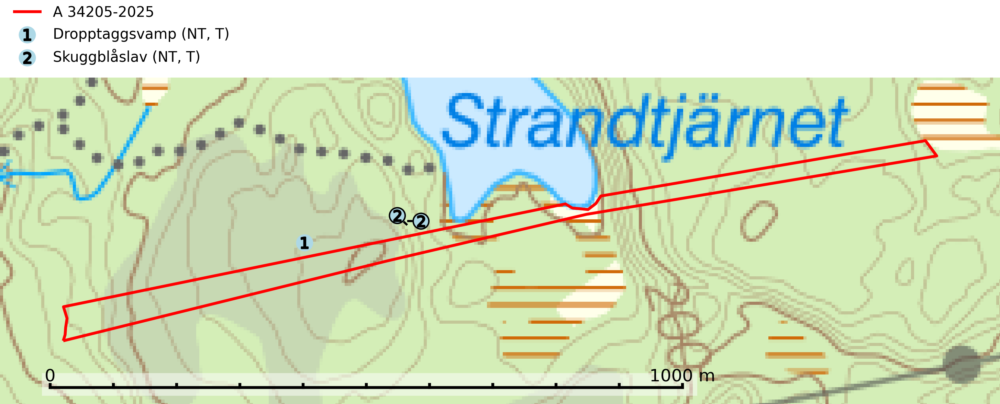 A 34205-2025
1 Dropptaggsvamp (NT, T)
2 Skuggblåslav (NT, T)
Strandtjärnet
2 2
1
0 1000 m